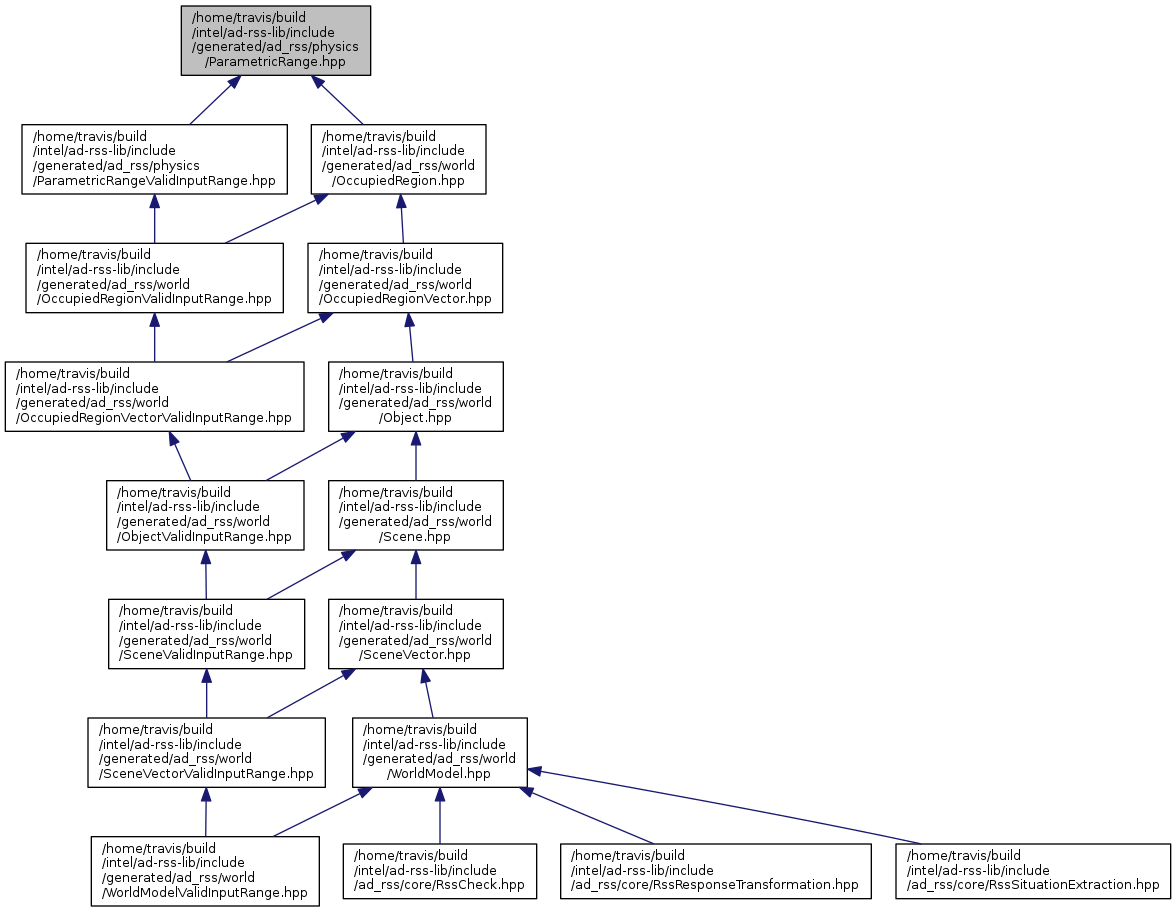 /home/travis/build
/intel/ad-rss-lib/include
/generated/ad_rss/physics
/ParametricRange.hpp
/home/travis/build
/intel/ad-rss-lib/include
/generated/ad_rss/physics
/ParametricRangeValidInputRange.hpp
/home/travis/build
/intel/ad-rss-lib/include
/generated/ad_rss/world
/OccupiedRegion.hpp
/home/travis/build
/intel/ad-rss-lib/include
/generated/ad_rss/world
/OccupiedRegionValidInputRange.hpp
/home/travis/build
/intel/ad-rss-lib/include
/generated/ad_rss/world
/OccupiedRegionVector.hpp
/home/travis/build
/intel/ad-rss-lib/include
/generated/ad_rss/world
/OccupiedRegionVectorValidInputRange.hpp
/home/travis/build
/intel/ad-rss-lib/include
/generated/ad_rss/world
/Object.hpp
/home/travis/build
/intel/ad-rss-lib/include
/generated/ad_rss/world
/ObjectValidInputRange.hpp
/home/travis/build
/intel/ad-rss-lib/include
/generated/ad_rss/world
/Scene.hpp
/home/travis/build
/intel/ad-rss-lib/include
/generated/ad_rss/world
/SceneValidInputRange.hpp
/home/travis/build
/intel/ad-rss-lib/include
/generated/ad_rss/world
/SceneVector.hpp
/home/travis/build
/intel/ad-rss-lib/include
/generated/ad_rss/world
/SceneVectorValidInputRange.hpp
/home/travis/build
/intel/ad-rss-lib/include
/generated/ad_rss/world
/WorldModel.hpp
/home/travis/build
/intel/ad-rss-lib/include
/generated/ad_rss/world
/WorldModelValidInputRange.hpp
/home/travis/build
/intel/ad-rss-lib/include
/ad_rss/core/RssCheck.hpp
/home/travis/build
/intel/ad-rss-lib/include
/ad_rss/core/RssResponseTransformation.hpp
/home/travis/build
/intel/ad-rss-lib/include
/ad_rss/core/RssSituationExtraction.hpp